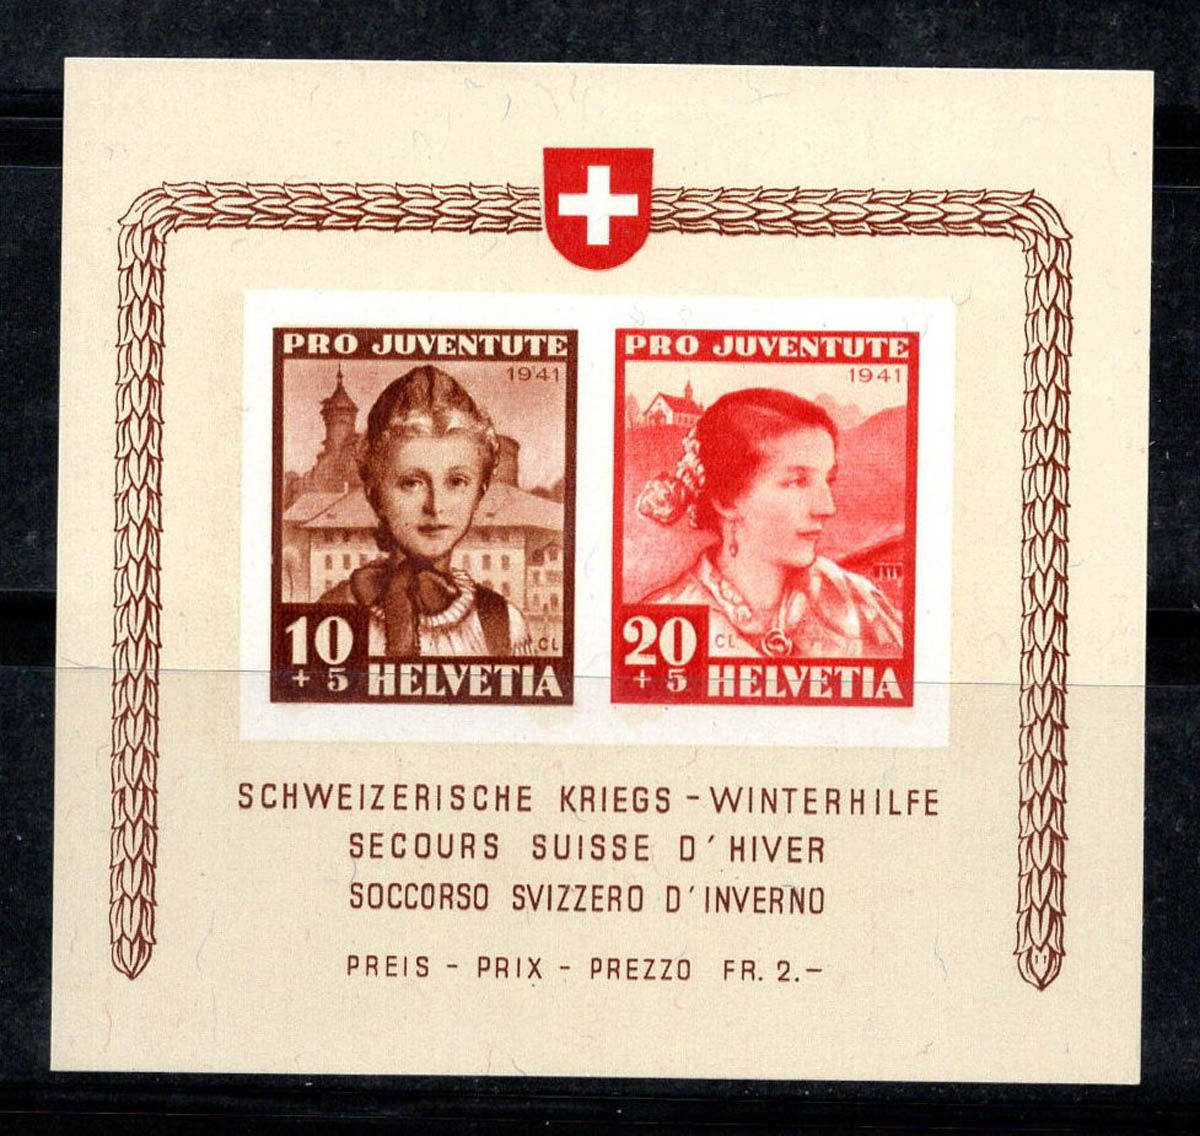 PRO JUVENTUTE
1941
CL
10
+ 5 HELVETIA
PRO JUVENTUTE
1941
CL
20
+ 5 HELVETIA
SCHWEIZERISCHE KRIEGS - WINTERHILFE
SECOURS SUISSE D'HIVER
SOCCORSO SVIZZERO D'INVERNO
PREIS - PRIX - PREZZO FR. 2.-